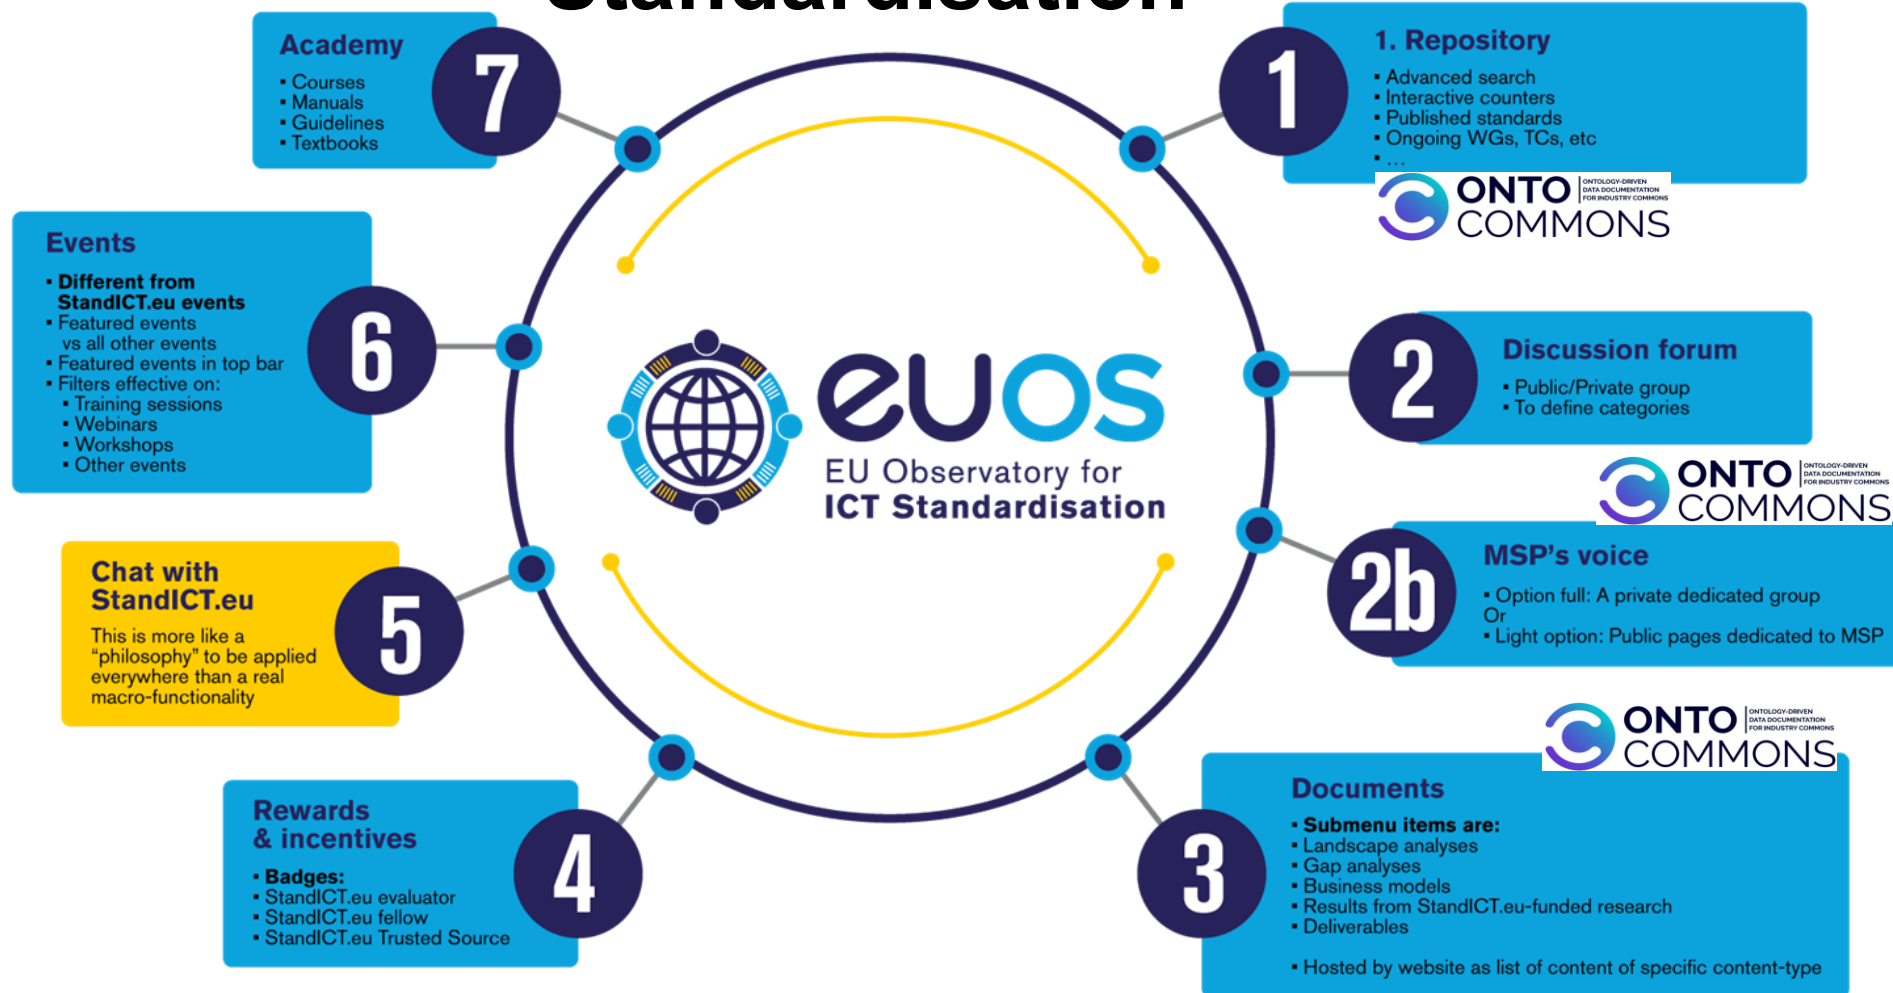 Standardisation
Academy
▪ Courses
▪ Manuals
▪ Guidelines
▪ Textbooks
7
1
1. Repository
▪ Advanced search
▪ Interactive counters
▪ Published standards
▪ Ongoing WGs, TCs, etc
▪ ...
ONTO
COMMONS
ONTOLOGY-DRIVEN
DATA DOCUMENTATION
FOR INDUSTRY COMMONS
Events
▪ Different from
StandICT.eu events
▪ Featured events
vs all other events
▪ Featured events in top bar
▪ Filters effective on:
▪ Training sessions
▪ Webinars
▪ Workshops
▪ Other events
6
euos
EU Observatory for
ICT Standardisation
2
Discussion forum
▪ Public/Private group
▪ To define categories
ONTO
COMMONS
ONTOLOGY-DRIVEN
DATA DOCUMENTATION
FOR INDUSTRY COMMONS
2b
MSP's voice
▪ Option full: A private dedicated group
Or
▪ Light option: Public pages dedicated to MSP
Chat with
StandICT.eu
This is more like a
“philosophy” to be applied
everywhere than a real
macro-functionality
5
ONTO
COMMONS
ONTOLOGY-DRIVEN
DATA DOCUMENTATION
FOR INDUSTRY COMMONS
Rewards
& incentives
▪ Badges:
▪ StandICT.eu evaluator
▪ StandICT.eu fellow
▪ StandICT.eu Trusted Source
4
3
Documents
▪ Submenu items are:
▪ Landscape analyses
▪ Gap analyses
▪ Business models
▪ Results from StandICT.eu-funded research
▪ Deliverables
▪ Hosted by website as list of content of specific content-type